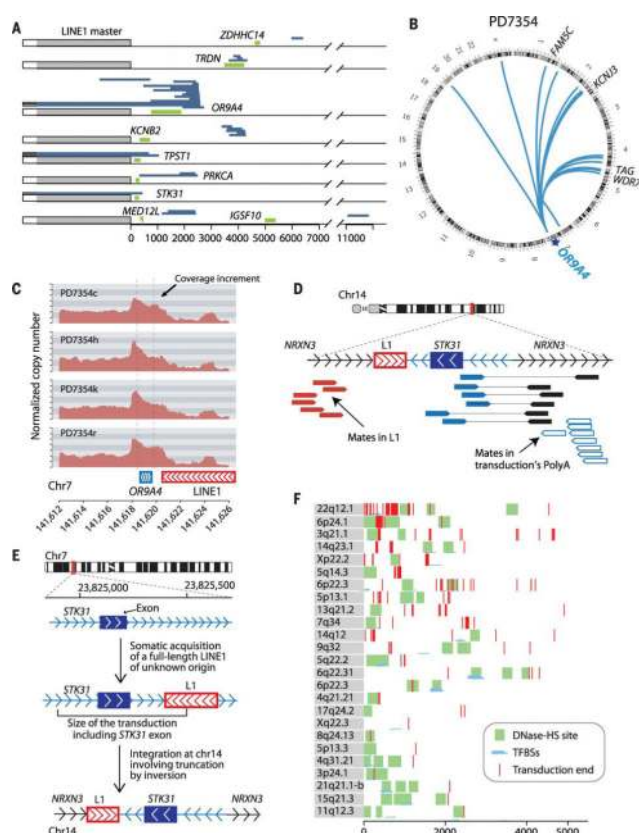 A
LINE1 master
ZDHHC14
TRDN
OR9A4
KCNB2
TPST1
PRKCA
STK31
MED12L
IGSF10
0 1000 2000 3000 4000 5000 6000 7000 11000
B
PD7354
FAM5C
KCNJ3
TAG
WDR7
OR9A4
C
Normalized copy number
PD7354c
Coverage increment
PD7354h
PD7354k
PD7354r
Chr7
OR9A4
LINE1
141,612 141,614 141,616 141,618 141,620 141,622 141,624 141,626
D
Chr14
NRXN3
L1
STK31
NRXN3
Mates in L1
Mates in
transduction's PolyA
E
Chr7
23,825,000
23,825,500
STK31
Exon
Somatic acquisition
of a full-length LINE1
of unknown origin
STK31
L1
Size of the transduction
including STK31 exon
Integration at chr14
involving truncation
by inversion
NRXN3
L1
STK31
NRXN3
Chr14
F
22q12.1
6p24.1
3q21.1
14q23.1
Xp22.2
5q14.3
6p22.3
5p13.1
13q21.2
7q34
14q12
9q32
5q22.2
6q22.31
6p22.3
4q21.21
17q24.2
Xq22.3
8q24.13
5p13.3
4q31.21
3p24.1
21q21.1-b
15q21.3
11q12.3
DNase-HS site
TFBSs
Transduction end
0 2000 4000 5000